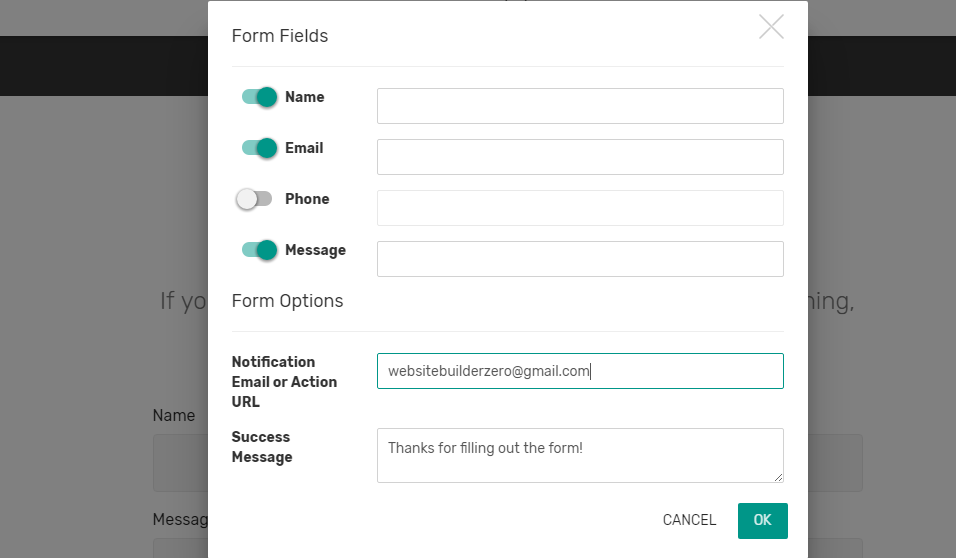 Form Fields
Name
Email
Phone
Message
Form Options
If yo
ning,
Notification
Email or Action
URL
websitebuilderzero@gmail.com
Name
Success
Message
Thanks for filling out the form!
Messag
CANCEL
OK